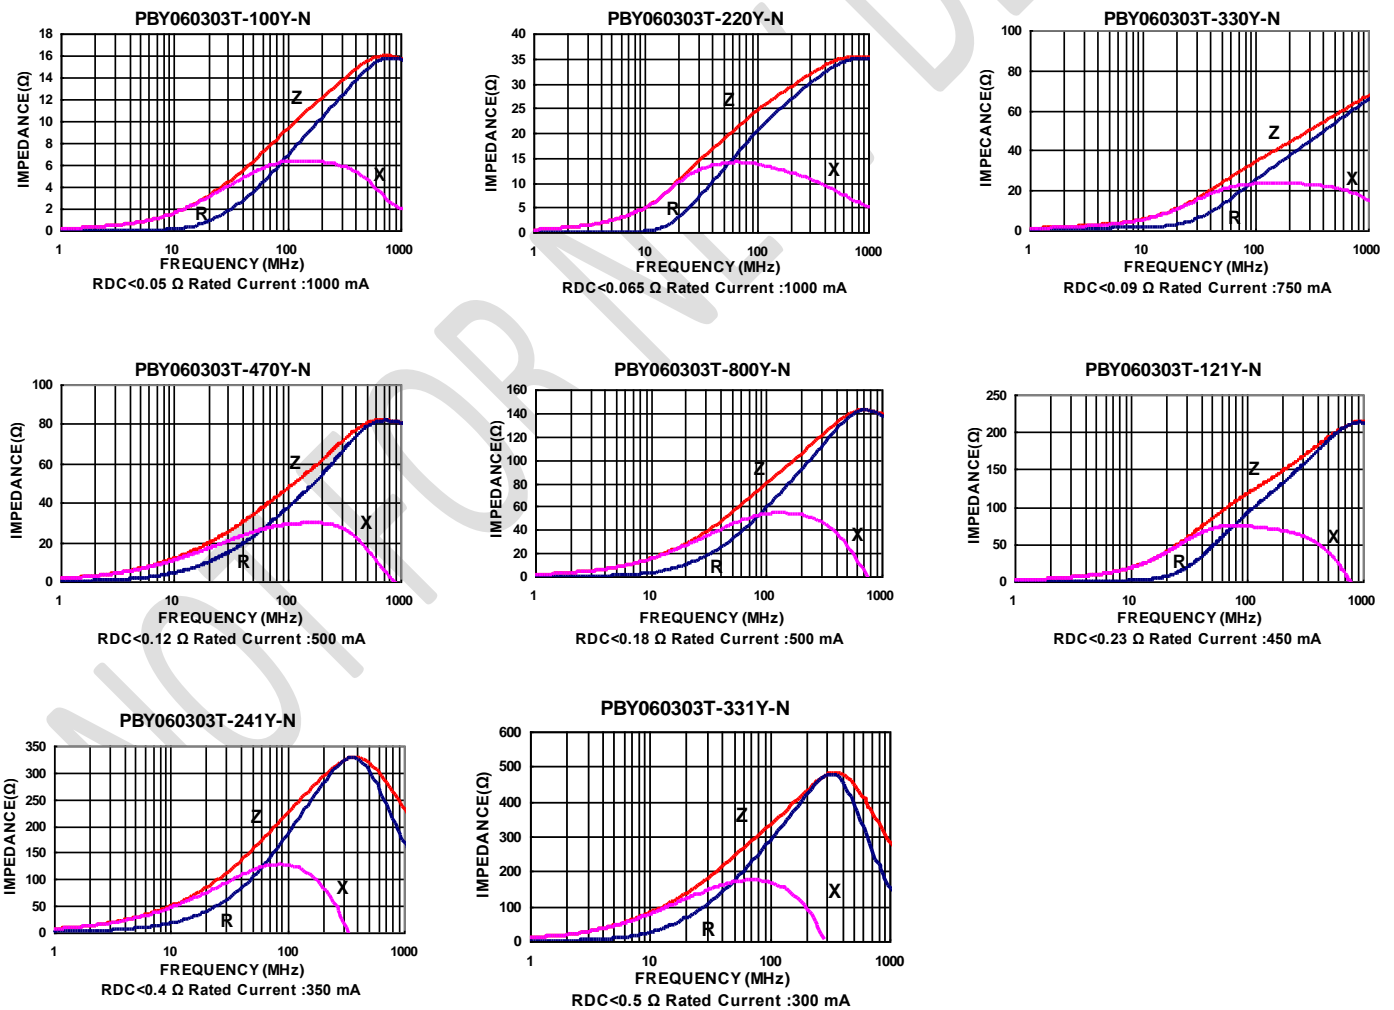 PBY060303T-100Y-N
18
16
14
12
10
8
6
4
2
0
IMPEDANCE(Ω)
Z
X
R
1
10
100
1000
FREQUENCY (MHz)
RDC<0.05 Ω Rated Current :1000 mA
PBY060303T-220Y-N
40
35
30
25
20
15
10
5
0
IMPEDANCE(Ω)
Z
X
R
1
10
100
1000
FREQUENCY (MHz)
RDC<0.065 Ω Rated Current :1000 mA
PBY060303T-330Y-N
100
80
60
40
20
0
IMPECANCE(Ω)
Z
X
R
1
10
100
1000
FREQUENCY (MHz)
RDC<0.09 Ω Rated Current :750 mA
PBY060303T-470Y-N
100
80
60
40
20
0
IMPEDANCE(Ω)
Z
X
R
1
10
100
1000
FREQUENCY (MHz)
RDC<0.12 Ω Rated Current :500 mA
PBY060303T-800Y-N
160
140
120
100
80
60
40
20
0
IMPEDANCE(Ω)
Z
X
R
1
10
100
1000
FREQUENCY (MHz)
RDC<0.18 Ω Rated Current :500 mA
PBY060303T-121Y-N
250
200
150
100
50
0
IMPEDANCE(Ω)
Z
X
R
1
10
100
1000
FREQUENCY (MHz)
RDC<0.23 Ω Rated Current :450 mA
PBY060303T-241Y-N
350
300
250
200
150
100
50
0
IMPEDANCE(Ω)
Z
X
R
1
10
100
1000
FREQUENCY (MHz)
RDC<0.4 Ω Rated Current :350 mA
PBY060303T-331Y-N
600
500
400
300
200
100
0
IMPEDANCE(Ω)
Z
X
R
1
10
100
1000
FREQUENCY (MHz)
RDC<0.5 Ω Rated Current :300 mA
NOT FOR